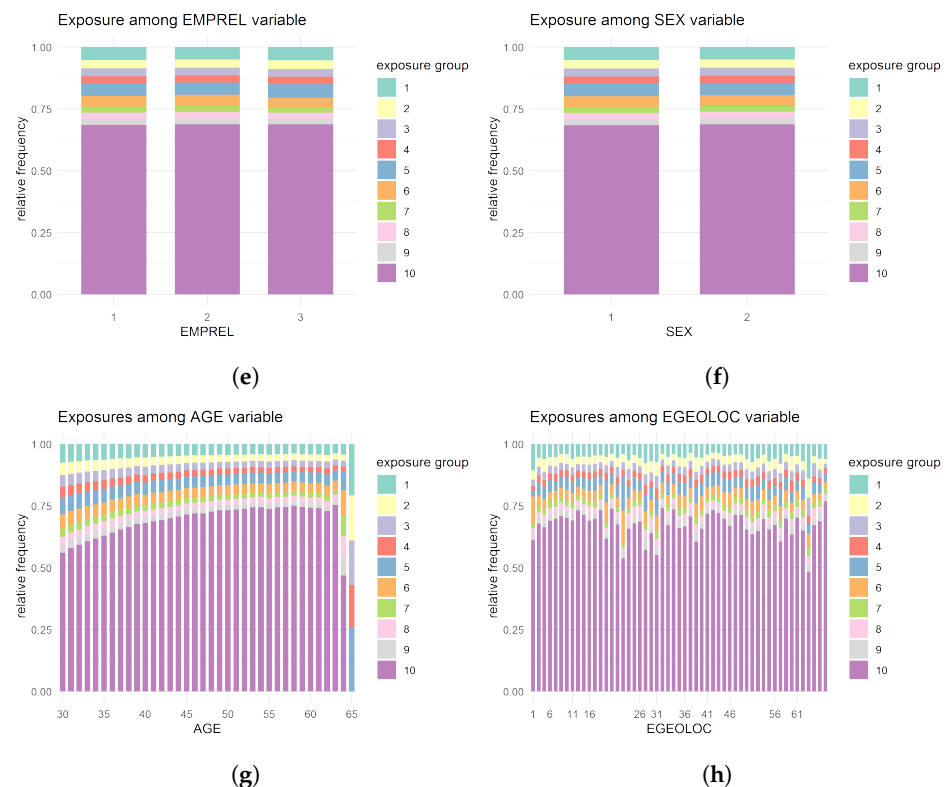 Exposure among EMPREL variable
1.00
0.75
0.50
0.25
0.00
relative frequency
1 2 3
EMPREL
exposure group
1
2
3
4
5
6
7
8
9
10
(e)
Exposure among SEX variable
1.00
0.75
0.50
0.25
0.00
relative frequency
1 2
SEX
exposure group
1
2
3
4
5
6
7
8
9
10
(f)
Exposures among AGE variable
1.00
0.75
0.50
0.25
0.00
relative frequency
30 35 40 45 50 55 60 65
AGE
exposure group
1
2
3
4
5
6
7
8
9
10
(g)
Exposures among EGEOLOC variable
1.00
0.75
0.50
0.25
0.00
relative frequency
1 6 11 16 26 31 36 41 46 56 61
EGEOLOC
exposure group
1
2
3
4
5
6
7
8
9
10
(h)